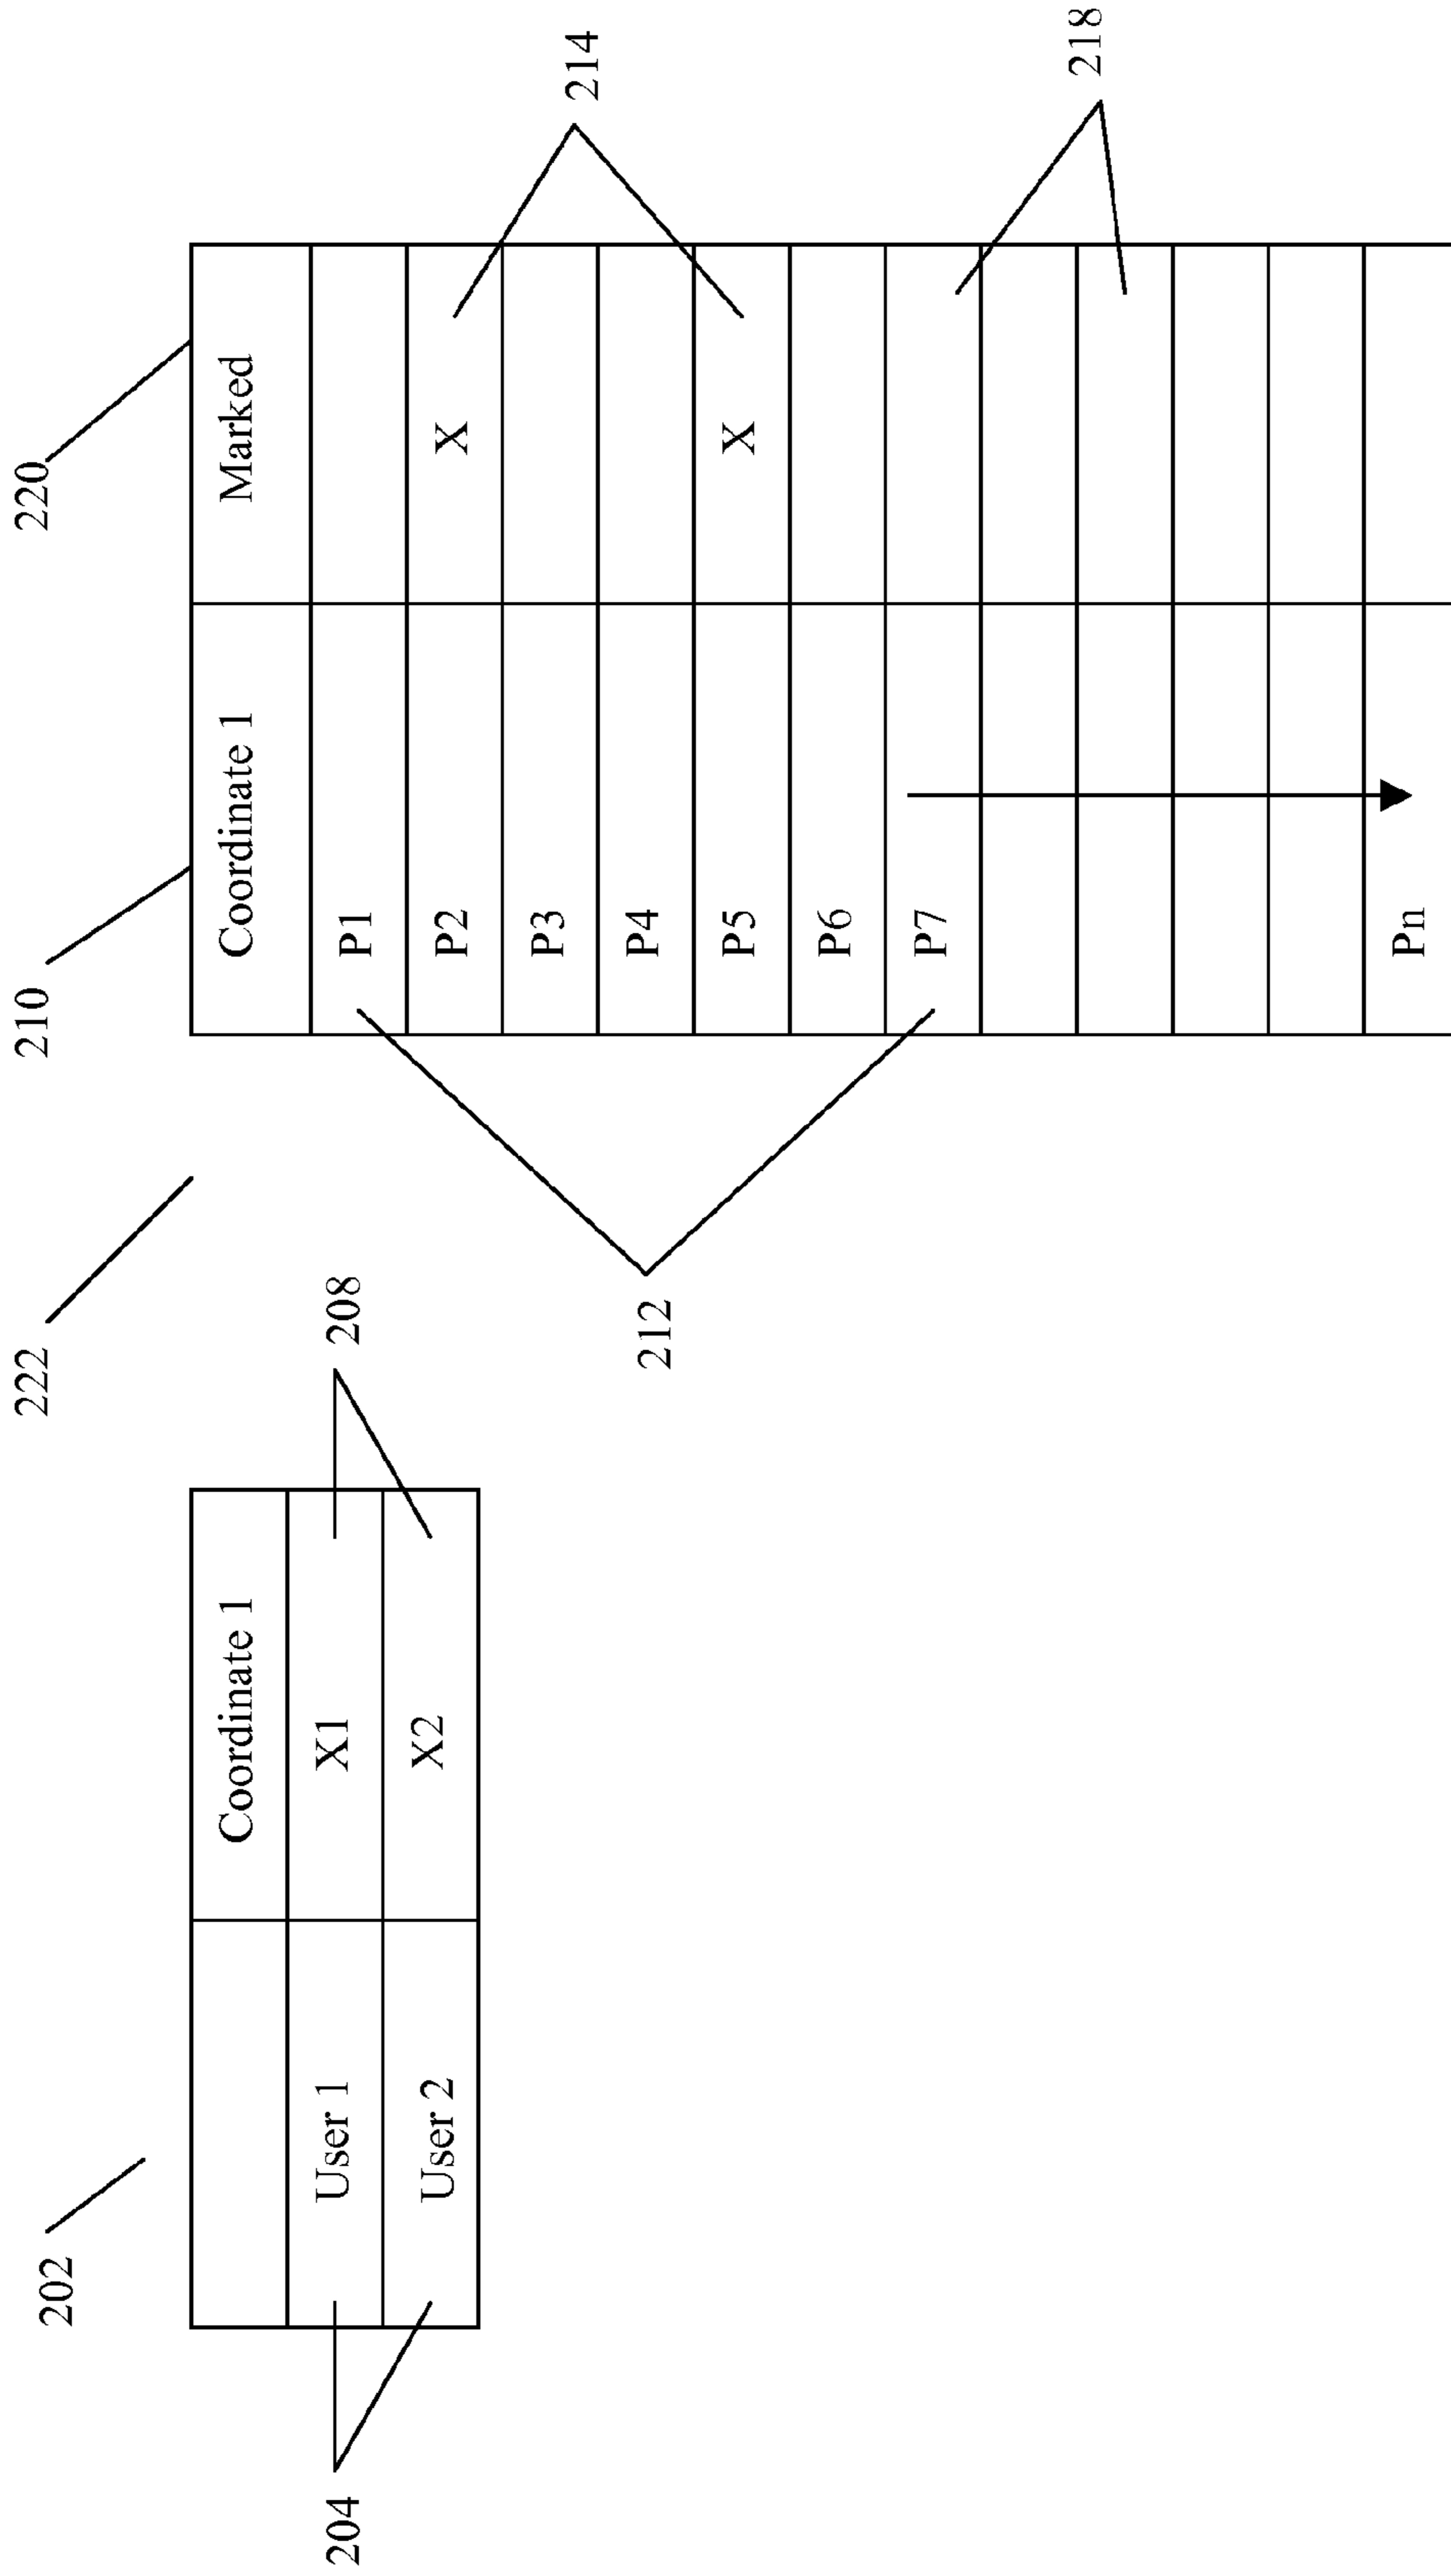 202
222
210
220
Coordinate 1
User 1 X1
User 2 X2
204
208
Coordinate 1 Marked
P1
P2 X
P3
P4
P5 X
P6
P7
Pn
212
214
218